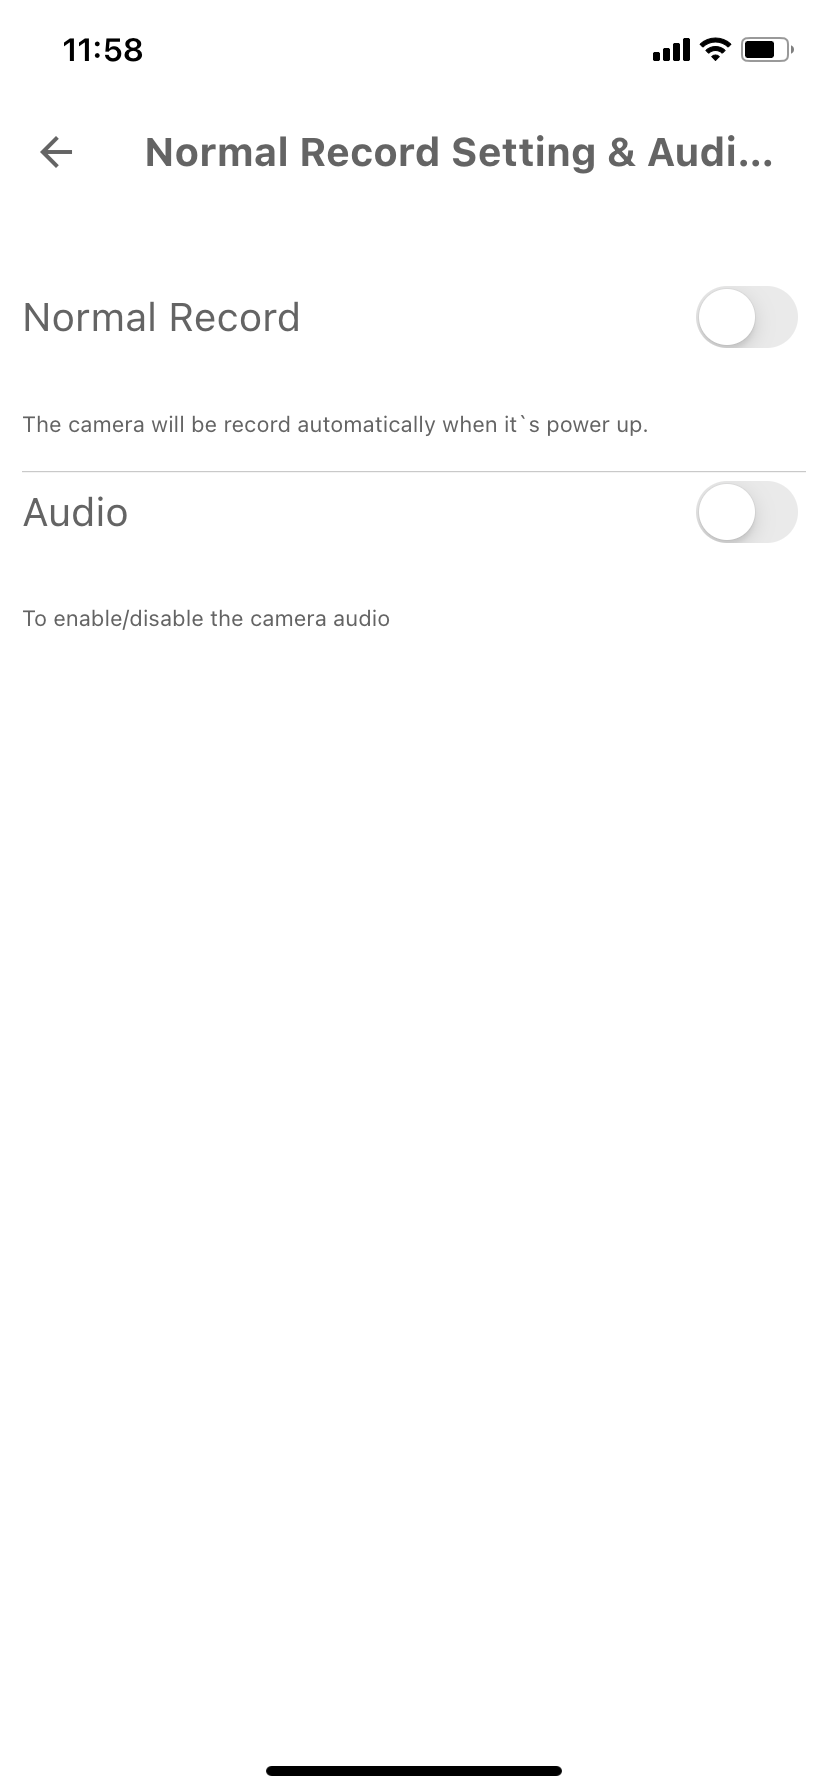 11:58
Normal Record Setting & Audi...
Normal Record
The camera will be record automatically when it`s power up.
Audio
To enable/disable the camera audio